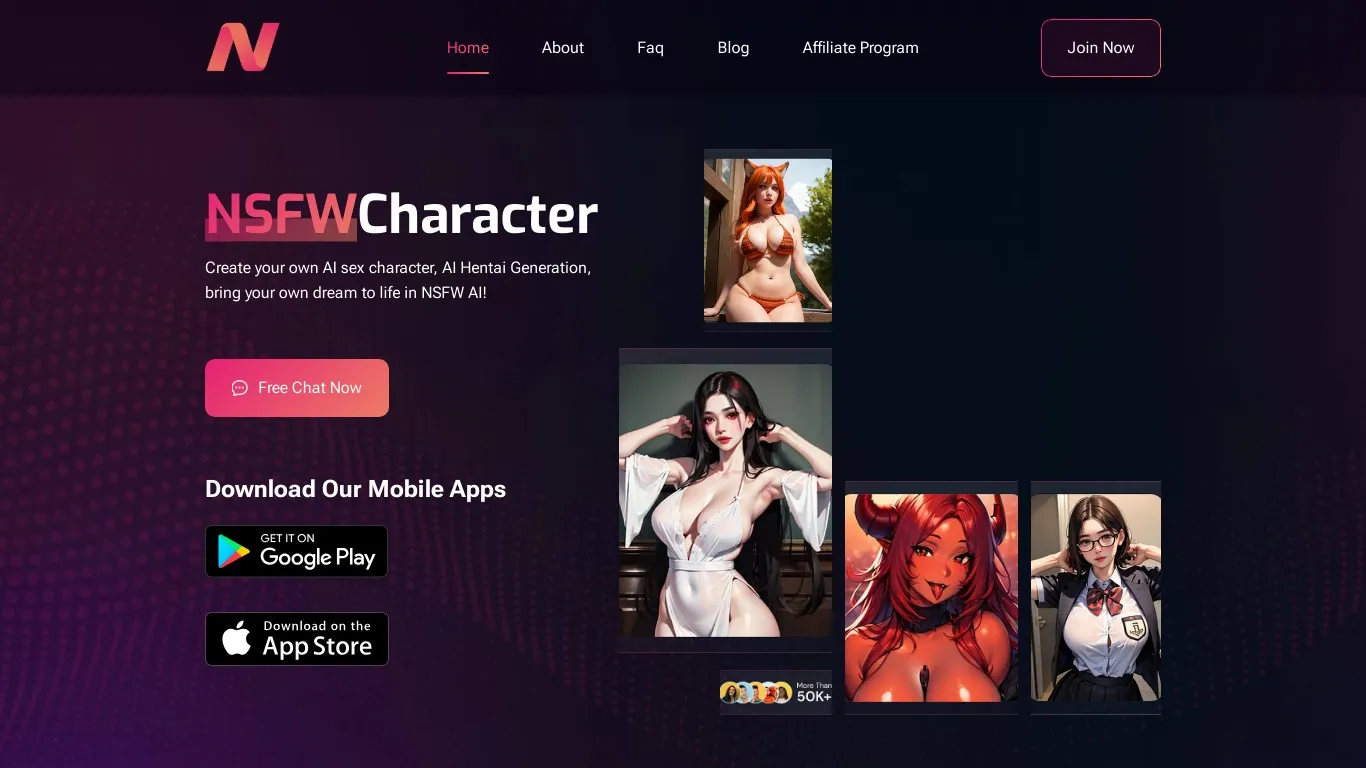 Home
About
Faq
Blog
Affiliate Program
Join Now
NSFWCharacter
Create your own AI sex character, AI Hentai Generation,
bring your own dream to life in NSFW AI!
Free Chat Now
Download Our Mobile Apps
GET IT ON
Google Play
Download on the
App Store
More Than
50K+